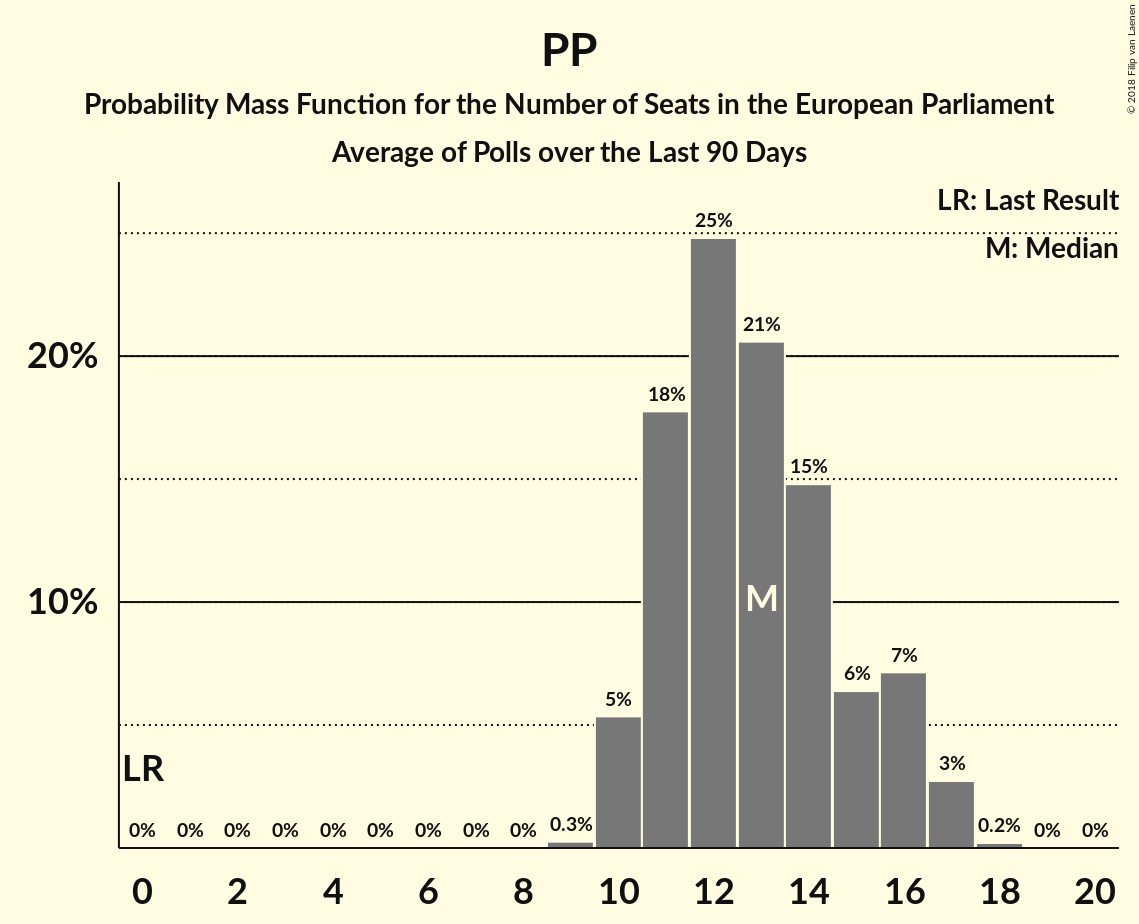 © 2018 Filip van Laenen
PP
Probability Mass Function for the Number of Seats in the European Parliament
Average of Polls over the Last 90 Days
LR: Last Result
M: Median
25%
21%
20%
18%
15%
10%
M
7%
6%
5%
LR
3%
0% 0% 0% 0% 0% 0% 0% 0% 0% 0.3% 0.2% 0% 0%
0 2 4 6 8 10 12 14 16 18 20